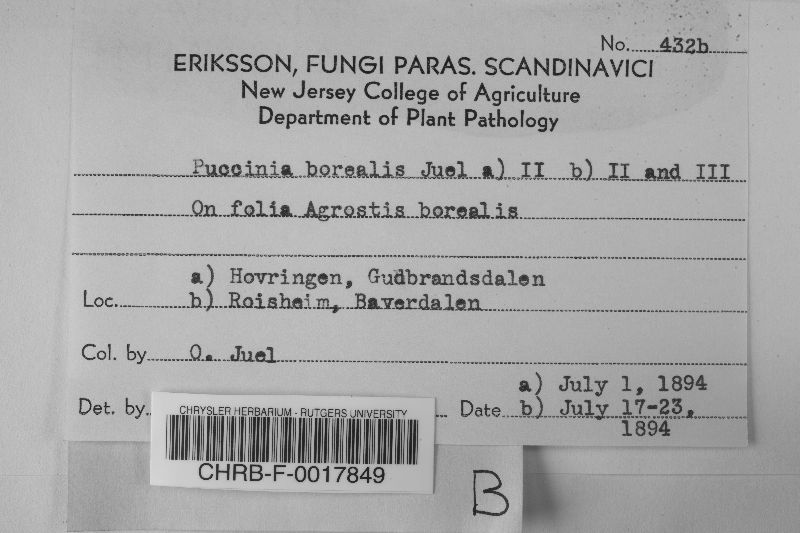 No. 432b
ERIKSSON, FUNGI PARAS. SCANDINAVICI
New Jersey College of Agriculture
Department of Plant Pathology
Puccinia borealis Juel a) II b) II and III
On folia Agrostis borealis
a) Hovringen, Gudbrandsdalen
Loc. b) Roisheim, Baverdalen
Col. by O. Juel
a) July 1, 1894
Det. by Date b) July 17-23,
1894
CHRYSLER HERBARIUM - RUTGERS UNIVERSITY
CHRB-F-0017849
B